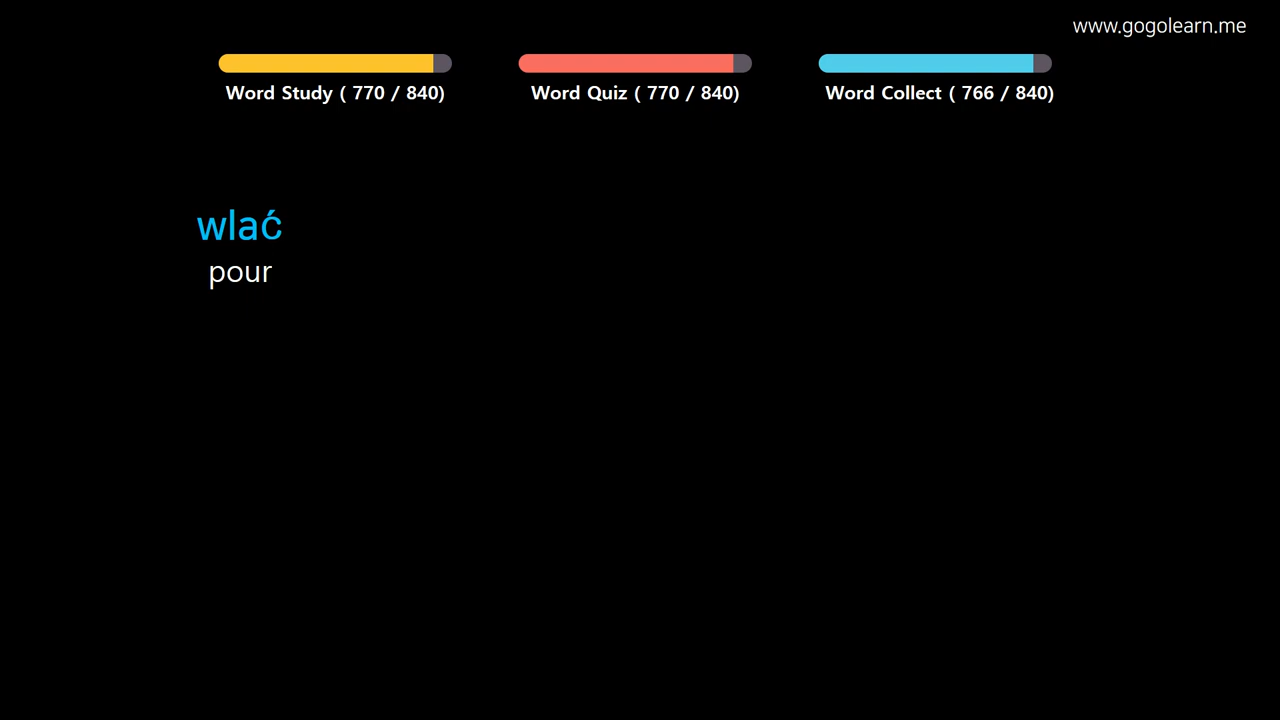 www.gogolearn.me
Word Study ( 770 / 840)
Word Quiz ( 770 / 840)
Word Collect ( 766 / 840)
wlać
pour